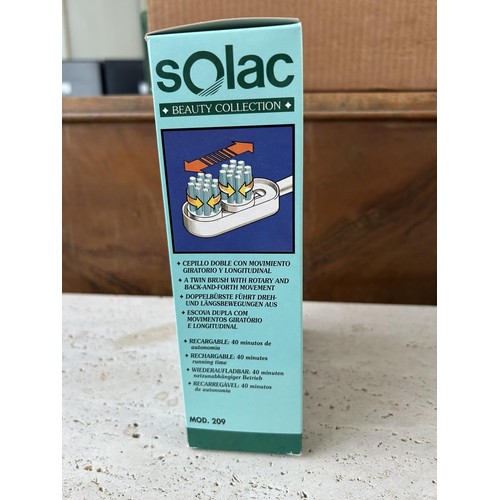 solac
BEAUTY COLLECTION
CEPILLO DOBLE CON MOVIMIENTO
GIRATORIO Y LONGITUDINAL
A TWIN BRUSH WITH ROTARY AND
BACK-AND-FORTH MOVEMENT
DOPPELBÜRSTE FÜHRT DREH-
UND LÄNGSBEWEGUNGEN AUS
ESCOVA DUPLA COM
MOVIMENTOS GIRATÓRIO
E LONGITUDINAL
RECARGABLE: 40 minutos de
autonomía
RECHARGABLE: 40 minutes
running time
WIEDERAUFLADBAR: 40 minuten
netzunabhängiger Betrieb
RECARREGÁVEL: 40 minutos
de autonomia
MOD. 209